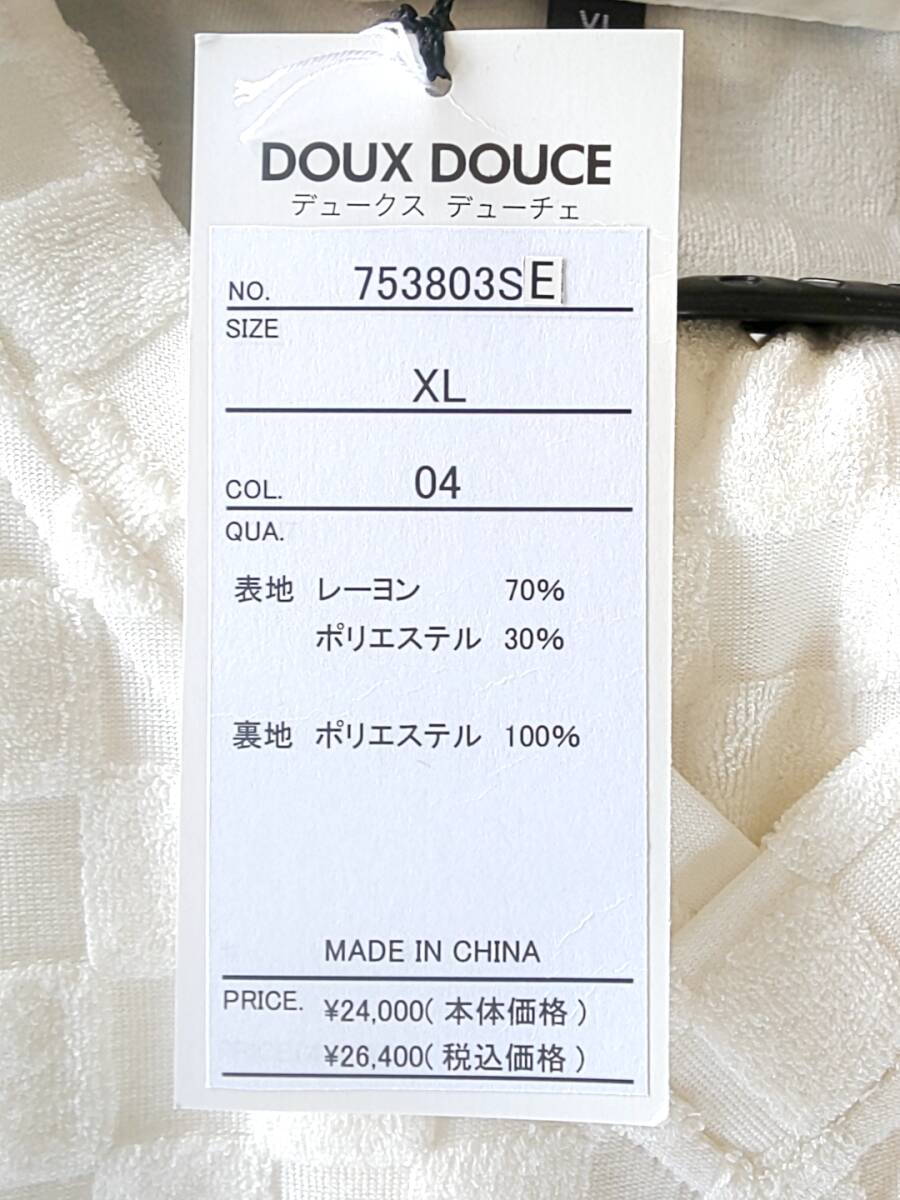 XL
DOUX DOUCE
デュークス デューチェ
NO. 753803SE
SIZE
XL
COL. 04
QUA.
表地 レーヨン 70%
ポリエステル 30%
裏地 ポリエステル 100%
MADE IN CHINA
PRICE. ¥24,000(本体価格)
¥26,400(税込価格)